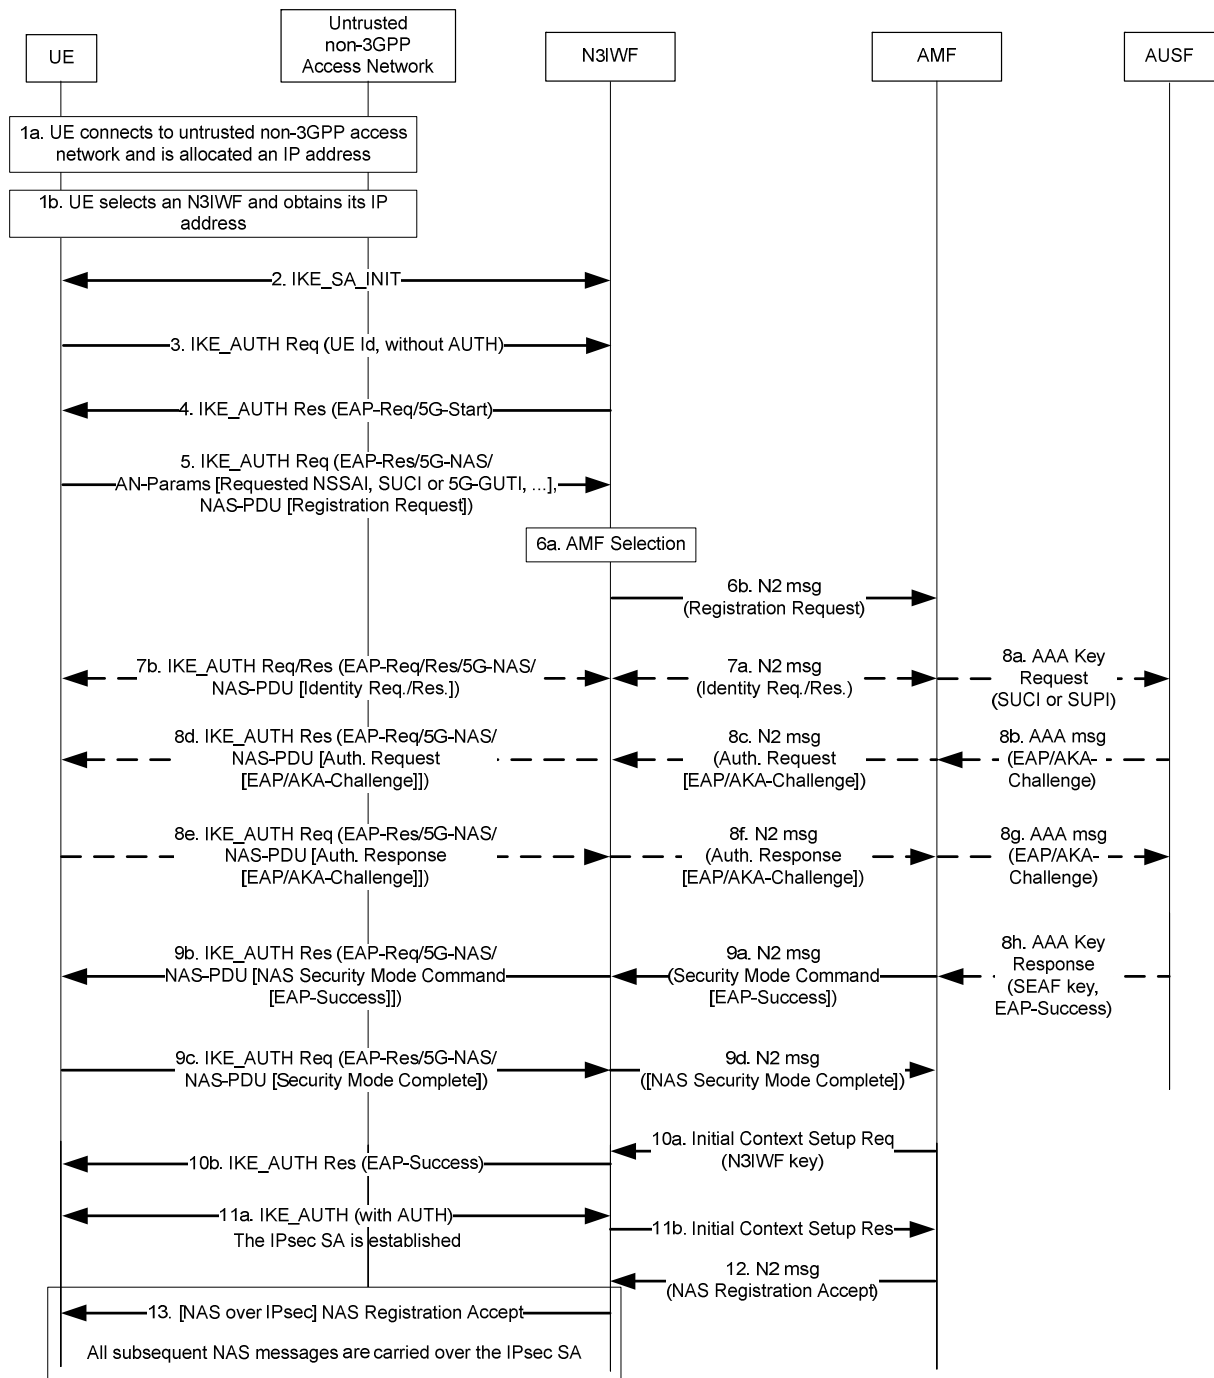 UE
Untrusted
non-3GPP
Access Network
N3IWF
AMF
AUSF
1a. UE connects to untrusted non-3GPP access
network and is allocated an IP address
1b. UE selects an N3IWF and obtains its IP
address
2. IKE_SA_INIT
3. IKE_AUTH Req (UE Id, without AUTH)
4. IKE_AUTH Res (EAP-Req/5G-Start)
5. IKE_AUTH Req (EAP-Res/5G-NAS/
AN-Params [Requested NSSAI, SUCI or 5G-GUTI, ...],
NAS-PDU [Registration Request])
6a. AMF Selection
6b. N2 msg
(Registration Request)
7b. IKE_AUTH Req/Res (EAP-Req/Res/5G-NAS/
NAS-PDU [Identity Req./Res.])
7a. N2 msg
(Identity Req./Res.)
8a. AAA Key
Request
(SUCI or SUPI)
8d. IKE_AUTH Res (EAP-Req/5G-NAS/
NAS-PDU [Auth. Request
[EAP/AKA-Challenge]])
8c. N2 msg
(Auth. Request
[EAP/AKA-Challenge])
8b. AAA msg
(EAP/AKA-
Challenge)
8e. IKE_AUTH Req (EAP-Res/5G-NAS/
NAS-PDU [Auth. Response
[EAP/AKA-Challenge]])
8f. N2 msg
(Auth. Response
[EAP/AKA-Challenge])
8g. AAA msg
(EAP/AKA-
Challenge)
9b. IKE_AUTH Res (EAP-Req/5G-NAS/
NAS-PDU [NAS Security Mode Command
[EAP-Success]])
9a. N2 msg
(Security Mode Command
[EAP-Success])
8h. AAA Key
Response
(SEAF key,
EAP-Success)
9c. IKE_AUTH Req (EAP-Res/5G-NAS/
NAS-PDU [Security Mode Complete])
9d. N2 msg
([NAS Security Mode Complete])
10a. Initial Context Setup Req
(N3IWF key)
10b. IKE_AUTH Res (EAP-Success)
11a. IKE_AUTH (with AUTH)
The IPsec SA is established
11b. Initial Context Setup Res
12. N2 msg
(NAS Registration Accept)
13. [NAS over IPsec] NAS Registration Accept
All subsequent NAS messages are carried over the IPsec SA